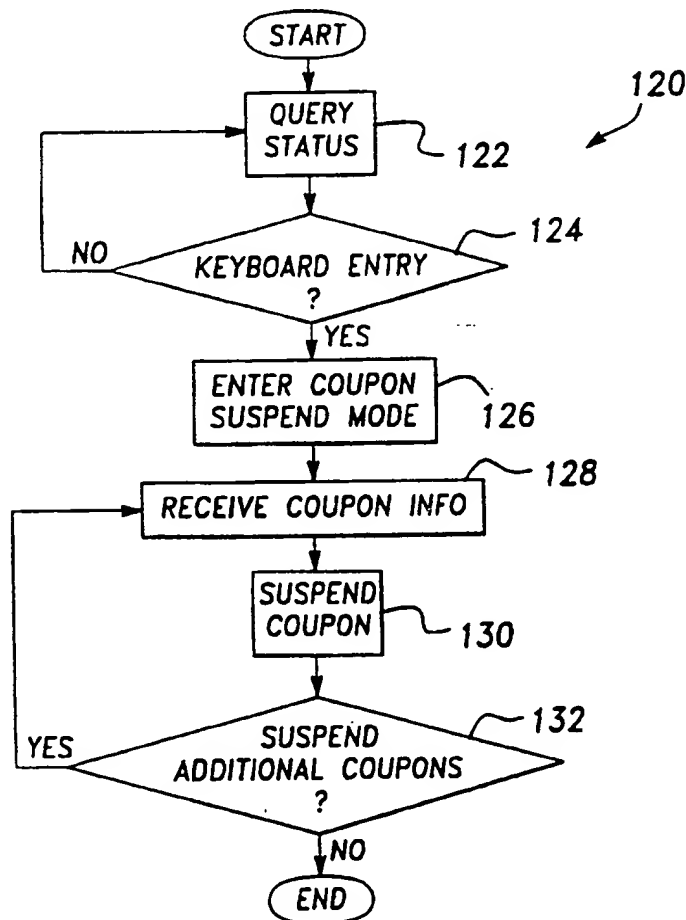 START
120
QUERY
STATUS
122
124
NO
KEYBOARD ENTRY
?
YES
ENTER COUPON
SUSPEND MODE
126
128
RECEIVE COUPON INFO
SUSPEND
COUPON
130
132
YES
SUSPEND
ADDITIONAL COUPONS
?
NO
END